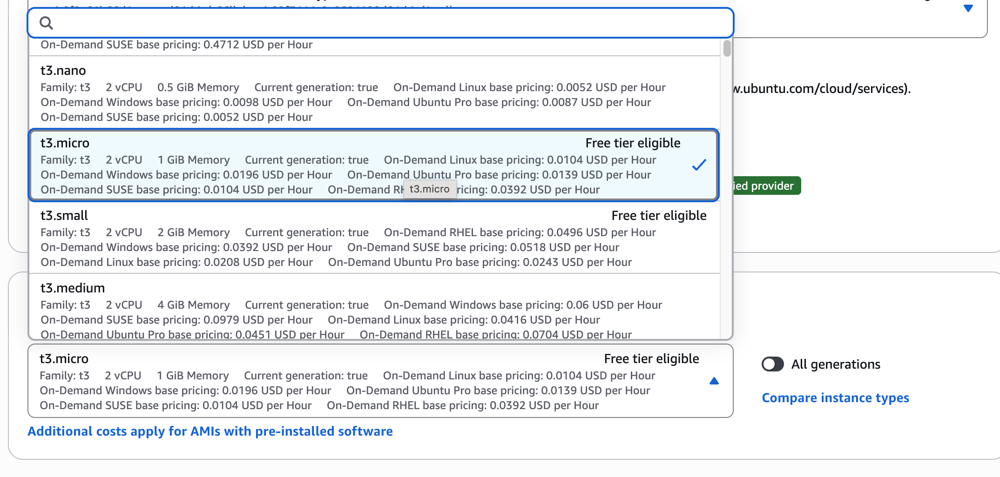 On-Demand SUSE base pricing: 0.4712 USD per Hour
t3.nano
Family: t3 2 vCPU 0.5 GiB Memory Current generation: true On-Demand Linux base pricing: 0.0052 USD per Hour
On-Demand Windows base pricing: 0.0098 USD per Hour On-Demand Ubuntu Pro base pricing: 0.0087 USD per Hour
On-Demand SUSE base pricing: 0.0052 USD per Hour
w.ubuntu.com/cloud/services).
t3.micro Free tier eligible
Family: t3 2 vCPU 1 GiB Memory Current generation: true On-Demand Linux base pricing: 0.0104 USD per Hour
On-Demand Windows base pricing: 0.0196 USD per Hour On-Demand Ubuntu Pro base pricing: 0.0139 USD per Hour
On-Demand SUSE base pricing: 0.0104 USD per Hour On-Demand RH ricing: 0.0392 USD per Hour
t3.micro
ied provider
t3.small Free tier eligible
Family: t3 2 vCPU 2 GiB Memory Current generation: true On-Demand RHEL base pricing: 0.0496 USD per Hour
On-Demand Windows base pricing: 0.0392 USD per Hour On-Demand SUSE base pricing: 0.0518 USD per Hour
On-Demand Linux base pricing: 0.0208 USD per Hour On-Demand Ubuntu Pro base pricing: 0.0243 USD per Hour
t3.medium
Family: t3 2 vCPU 4 GiB Memory Current generation: true On-Demand Windows base pricing: 0.06 USD per Hour
On-Demand SUSE base pricing: 0.0979 USD per Hour On-Demand Linux base pricing: 0.0416 USD per Hour
On-Demand Ubuntu Pro base pricing: 0.0451 USD per Hour On-Demand RHEL base pricing: 0.0704 USD per Hour
t3.micro Free tier eligible
Family: t3 2 vCPU 1 GiB Memory Current generation: true On-Demand Linux base pricing: 0.0104 USD per Hour
On-Demand Windows base pricing: 0.0196 USD per Hour On-Demand Ubuntu Pro base pricing: 0.0139 USD per Hour
On-Demand SUSE base pricing: 0.0104 USD per Hour On-Demand RHEL base pricing: 0.0392 USD per Hour
All generations
Compare instance types
Additional costs apply for AMIs with pre-installed software